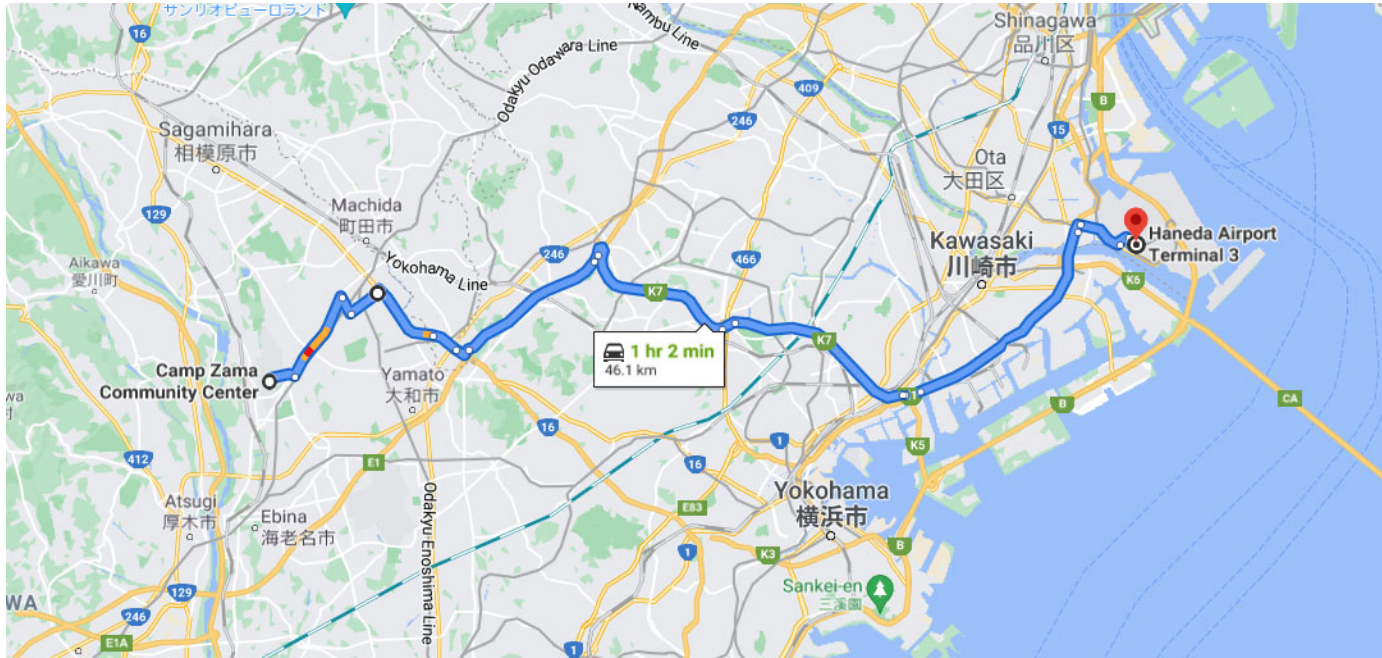 サンリオピューロランド
16
Nambu Line
Shinagawa
品川区
Odakyu Odawara Line
409
B
246
15
Sagamihara
相模原市
Ota
大田区
Machida
町田市
129
Haneda Airport
Terminal 3
Kawasaki
川崎市
Yokohama Line
246
466
Aikawa
愛川町
K6
K7
K7
1 hr 2 min
46.1 km
Camp Zama
Community Center
Yamato
大和市
CA
B
16
1
K5
412
E1
16
Atsugi
厚木市
Ebina
海老名市
Odakyu Enoshima Line
Yokohama
横浜市
E83
1
K3
B
Sankei-en
三溪園
129
WA
246
E1A
1